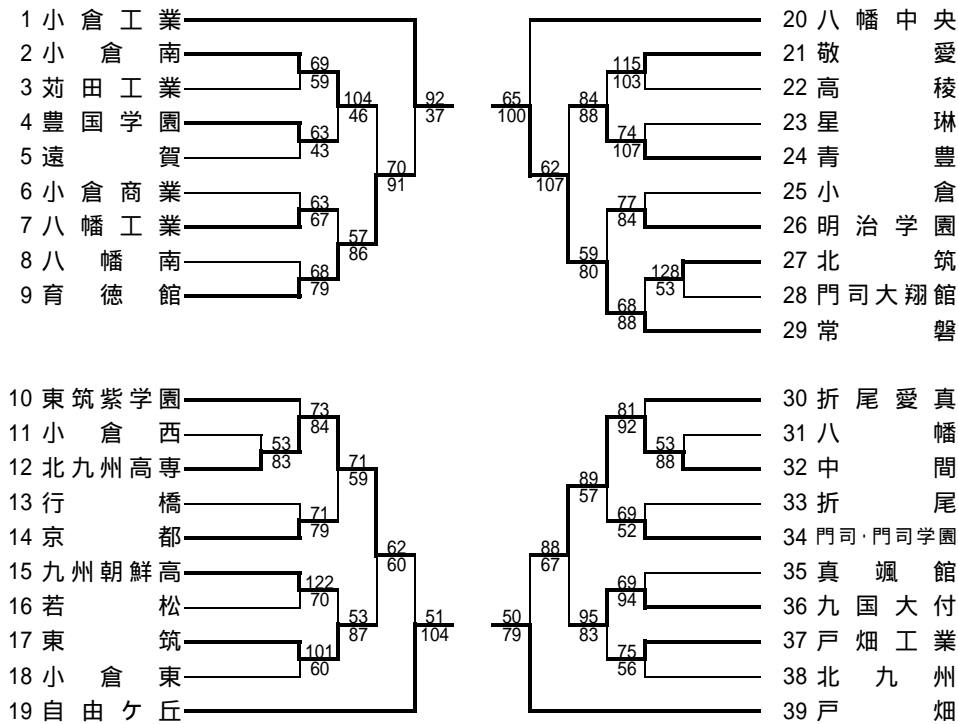 1 小倉工業
2 小倉南
3 苅田工業
4 豊国学園
5 遠賀
6 小倉商業
7 八幡工業
8 八幡南
9 育徳館
69
59
63
43
63
67
68
79
104
46
57
86
70
91
92
37
20 八幡中央
21 敬愛
22 高稜
23 星琳
24 青豊
25 小倉
26 明治学園
27 北筑
28 門司大翔館
29 常磐
65
100
62
107
84
88
59
80
115
103
74
107
77
84
68
88
128
53
10 東筑紫学園
11 小倉西
12 北九州高専
13 行橋
14 京都
15 九州朝鮮高
16 若松
17 東筑
18 小倉東
19 自由ケ丘
53
83
73
84
71
79
122
70
101
60
71
59
53
87
62
60
51
104
30 折尾愛真
31 八幡
32 中間
33 折尾
34 門司・門司学園
35 真颯館
36 九国大付
37 戸畑工業
38 北九州
39 戸畑
50
79
88
67
89
57
95
83
81
92
69
52
69
94
75
56
53
88